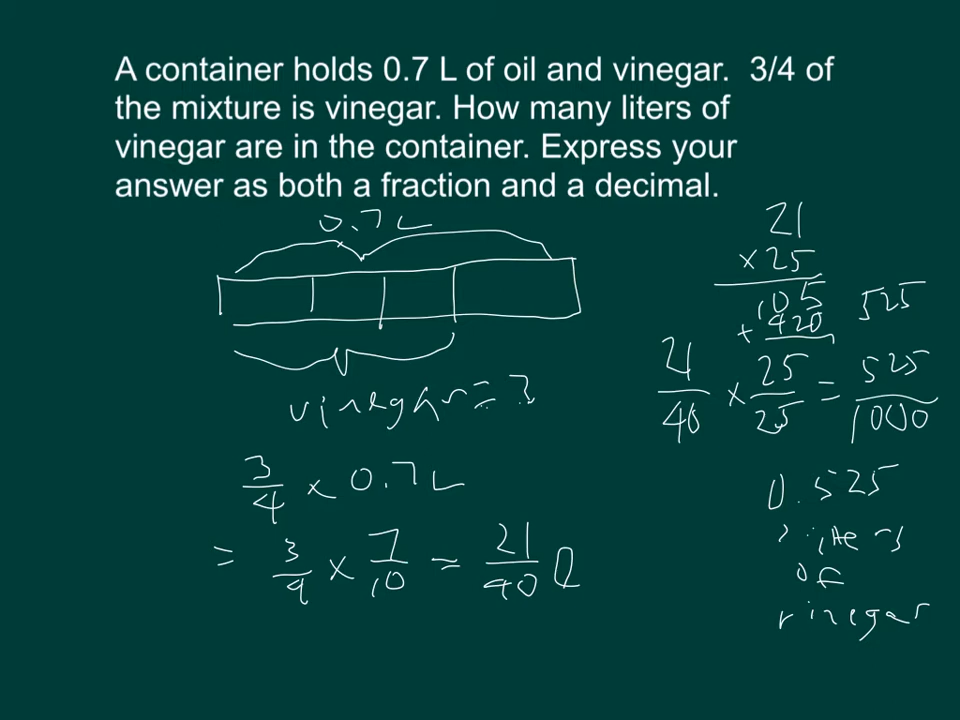 A container holds 0.7 L of oil and vinegar. 3/4 of
the mixture is vinegar. How many liters of
vinegar are in the container. Express your
answer as both a fraction and a decimal.
0.7 L
vinegar = ?
3/4 × 0.7 L
= 3/4 × 7/10 = 21/40 l
21
× 25
105
+ 420
525
21/40 × 25/25 = 525/1000
0.525
liters
of
vinegar